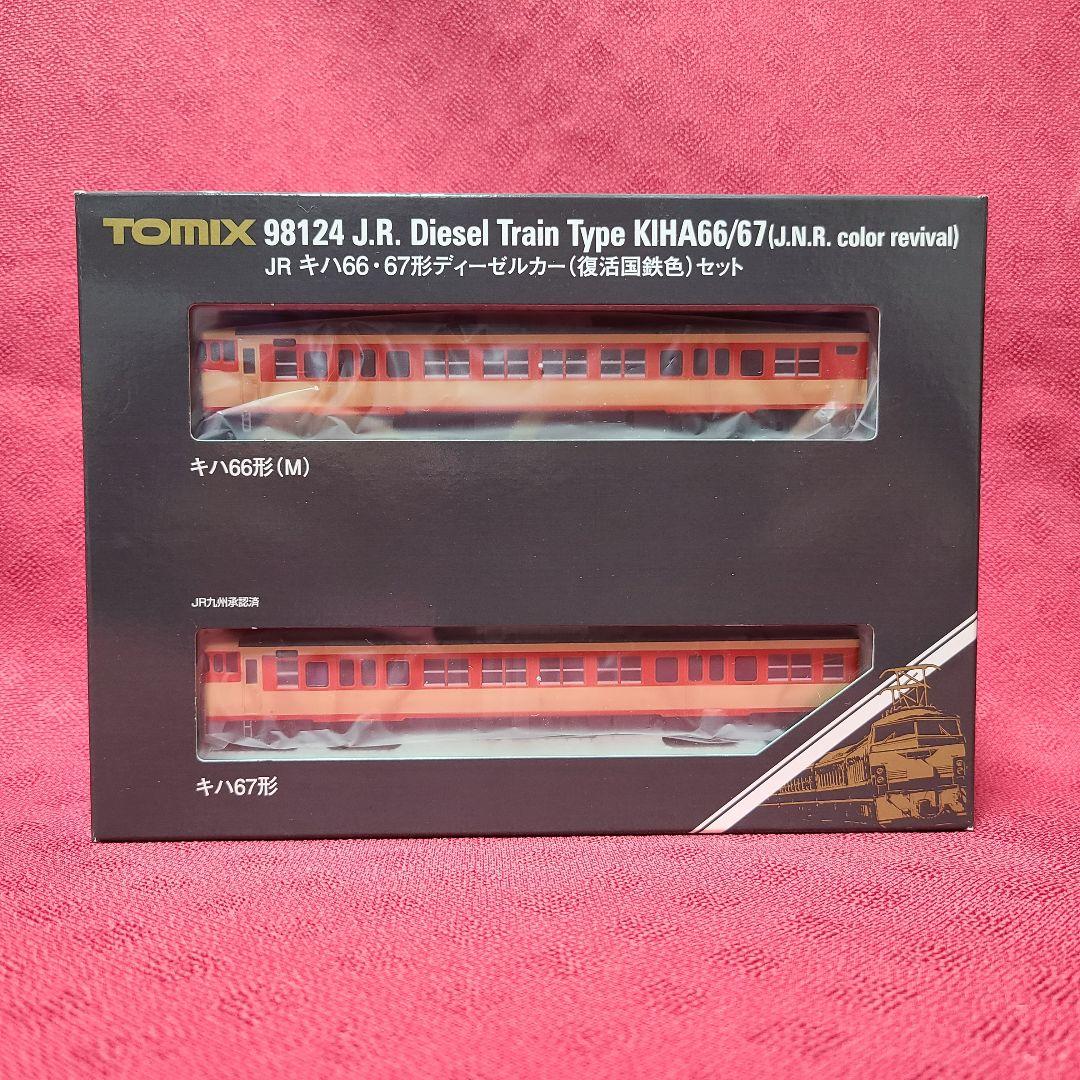 TOMIX 98124 J.R. Diesel Train Type KIHA66/67(J.N.R. color revival)
JR キハ66・67形ディーゼルカー(復活国鉄色)セット
キハ66形(M)
JR九州承認済
キハ67形